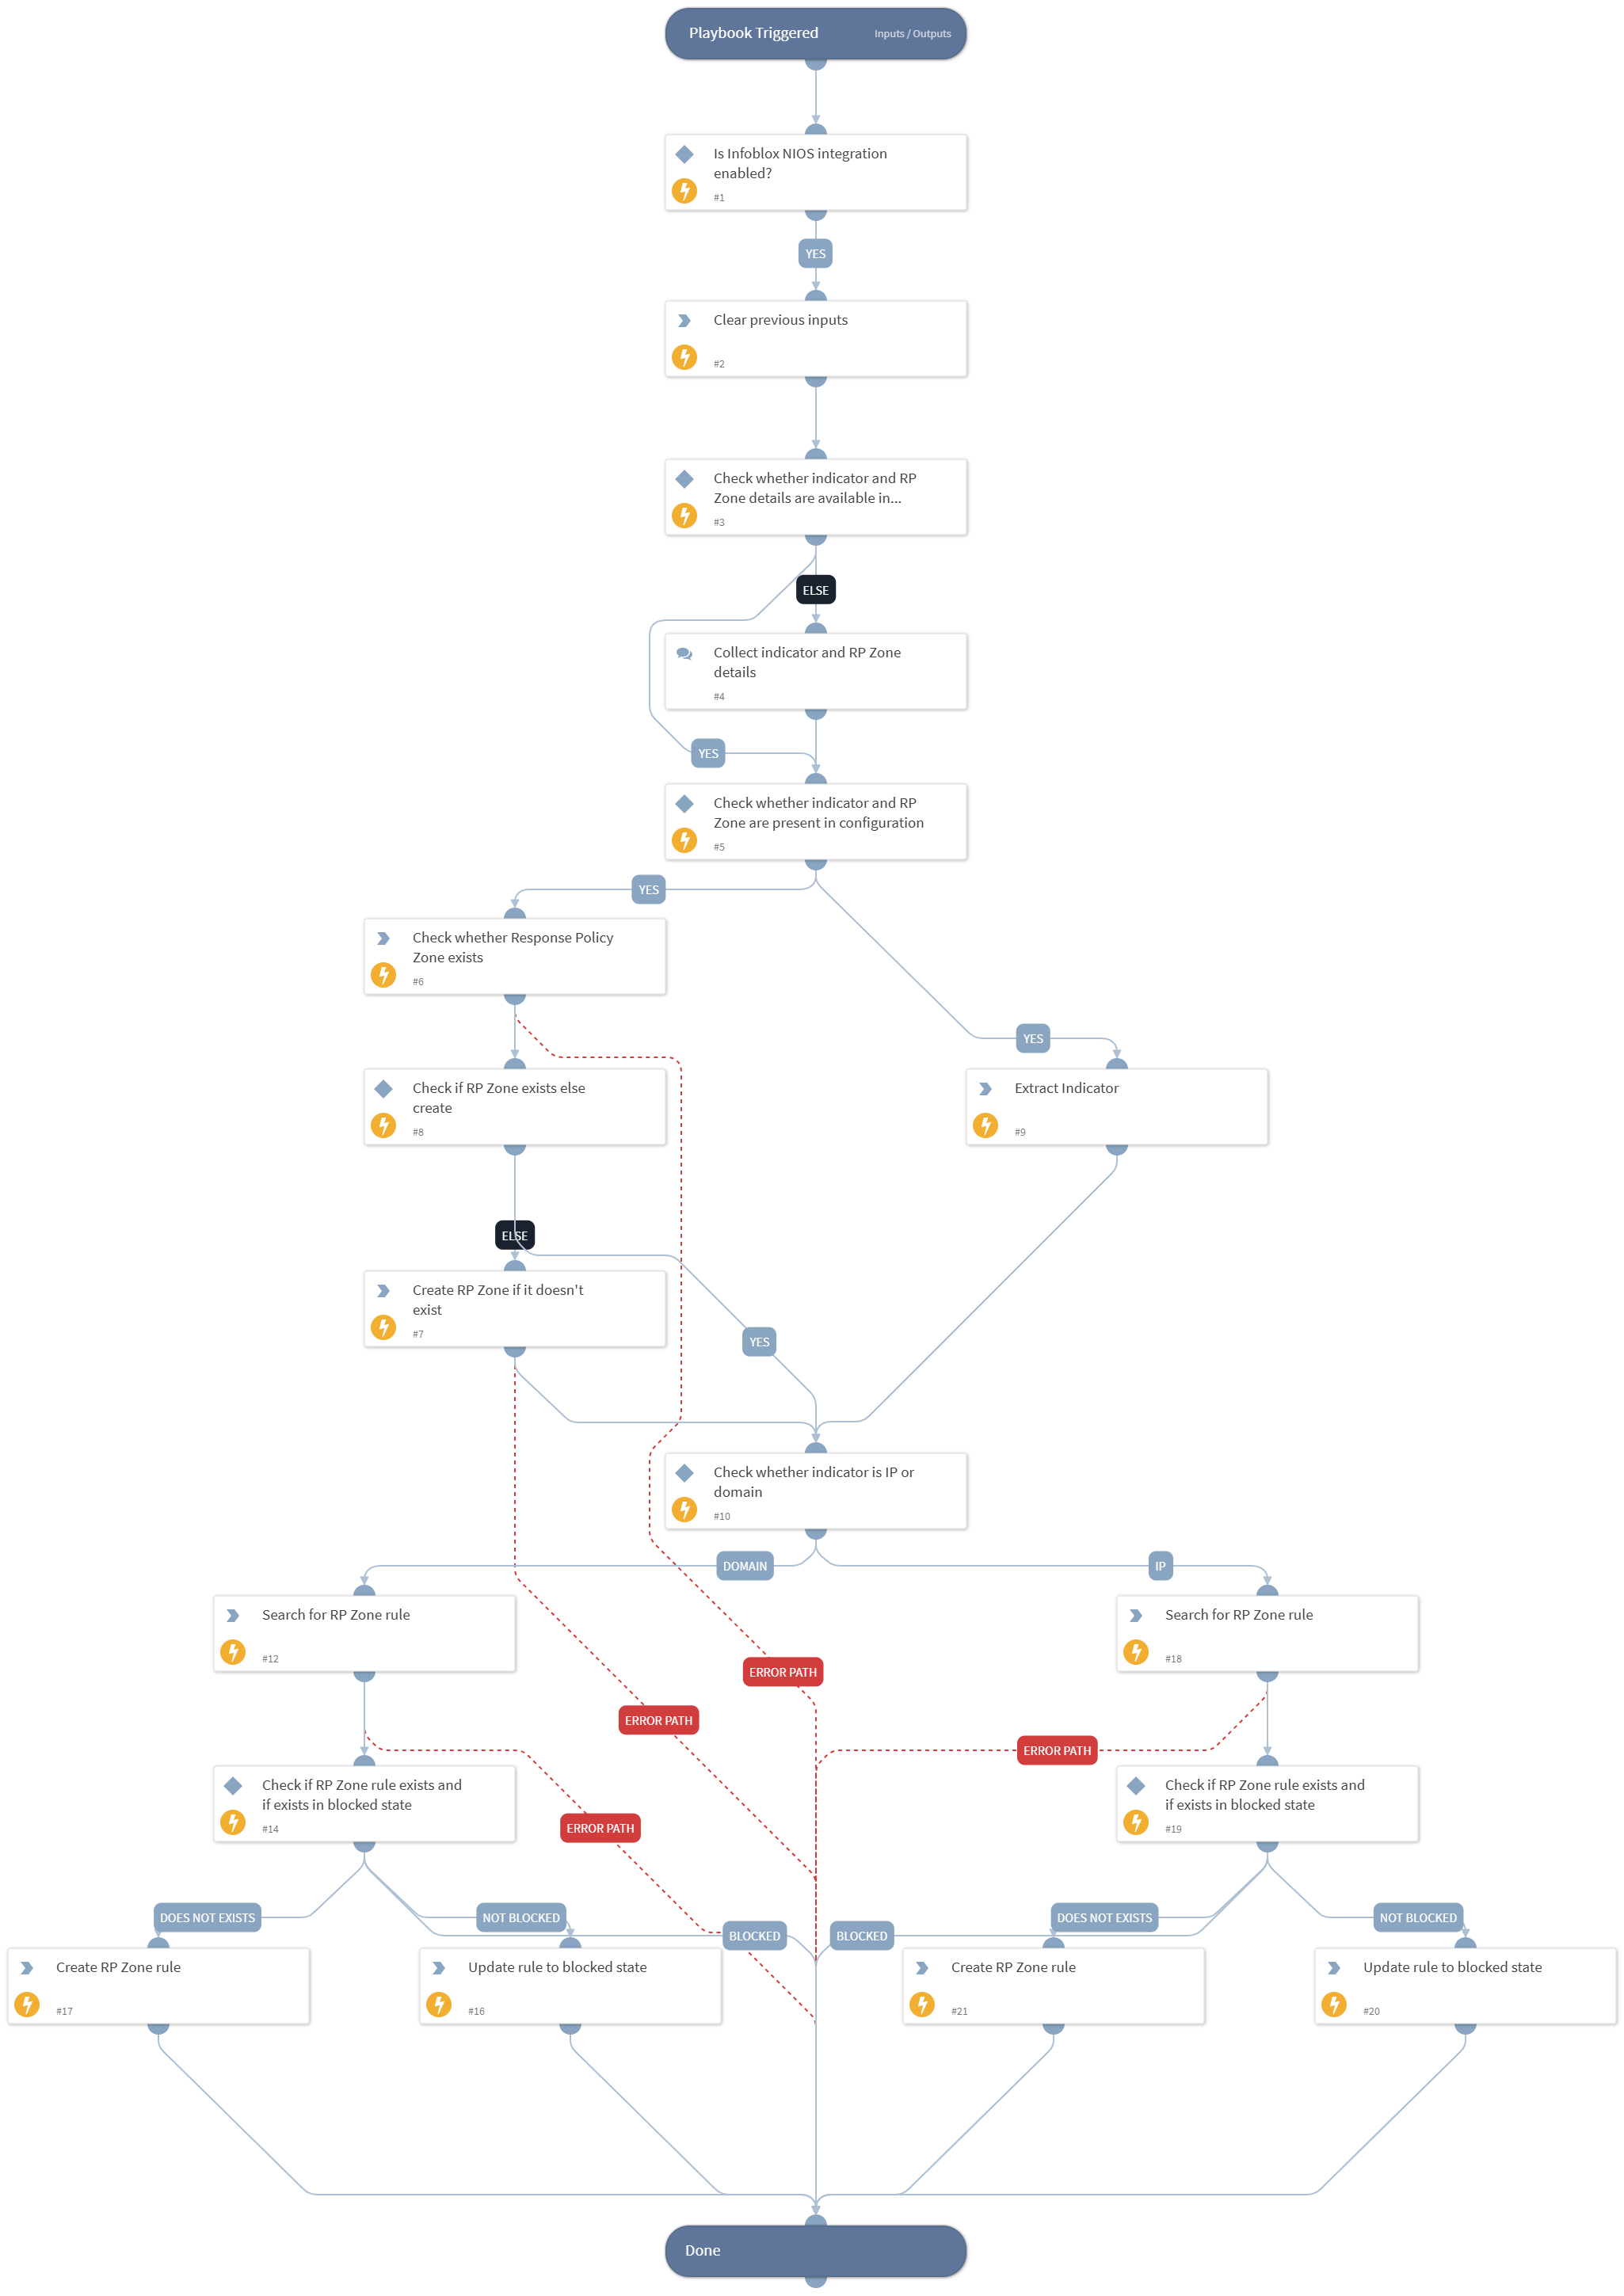 Playbook Triggered
Inputs / Outputs
Is Infoblox NIOS integration
enabled?
#1
YES
Clear previous inputs
#2
Check whether indicator and RP
Zone details are available in...
#3
ELSE
Collect indicator and RP Zone
details
#4
YES
Check whether indicator and RP
Zone are present in configuration
#5
YES
Check whether Response Policy
Zone exists
#6
YES
Check if RP Zone exists else
create
#8
Extract Indicator
#9
ELSE
Create RP Zone if it doesn't
exist
#7
YES
Check whether indicator is IP or
domain
#10
DOMAIN
IP
Search for RP Zone rule
#12
Search for RP Zone rule
#18
ERROR PATH
ERROR PATH
ERROR PATH
Check if RP Zone rule exists and
if exists in blocked state
#14
ERROR PATH
Check if RP Zone rule exists and
if exists in blocked state
#19
DOES NOT EXISTS
NOT BLOCKED
BLOCKED
BLOCKED
DOES NOT EXISTS
NOT BLOCKED
Create RP Zone rule
#17
Update rule to blocked state
#16
Create RP Zone rule
#21
Update rule to blocked state
#20
Done